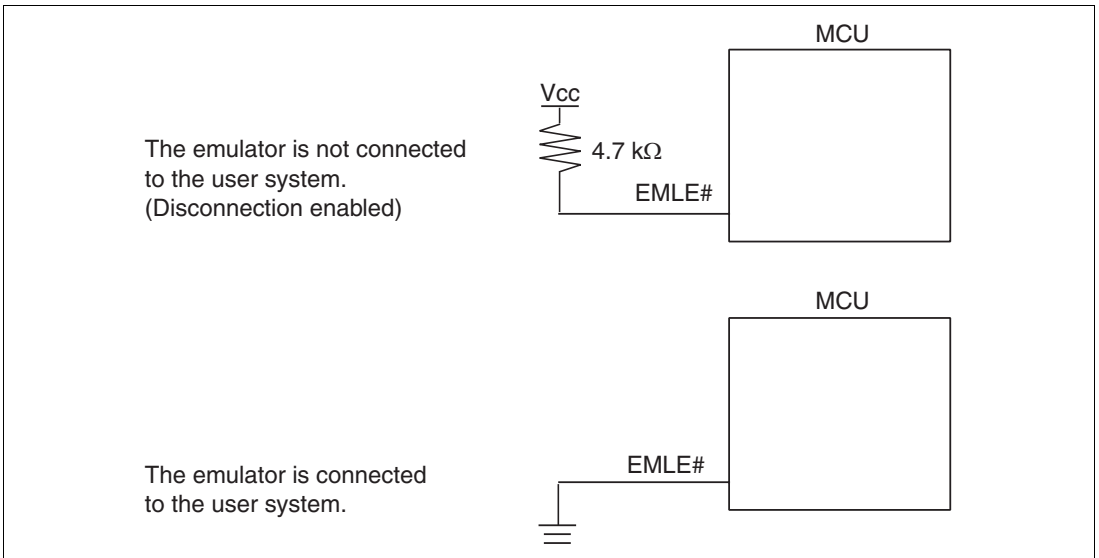 MCU
Vcc
4.7 kΩ
The emulator is not connected
to the user system.
(Disconnection enabled)
EMLE#
MCU
EMLE#
The emulator is connected
to the user system.